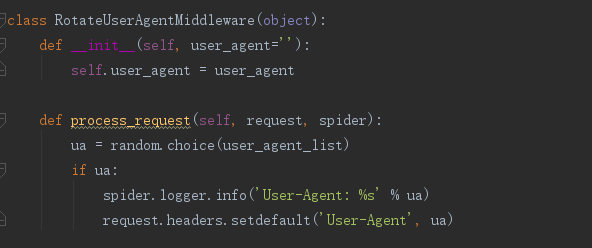 class RotateUserAgentMiddleware(object):
    def __init__(self, user_agent=''):
        self.user_agent = user_agent

    def process_request(self, request, spider):
        ua = random.choice(user_agent_list)
        if ua:
            spider.logger.info('User-Agent: %s' % ua)
            request.headers.setdefault('User-Agent', ua)